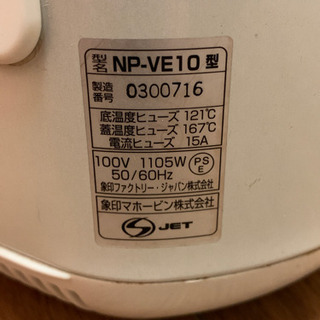 型名 NP-VE10 型
製造番号 0300716
底温度ヒューズ 121℃
蓋温度ヒューズ 167℃
電流ヒューズ 15A
100V 1105W
50/60Hz
PSE
象印ファクトリー・ジャパン株式会社
象印マホービン株式会社
JET